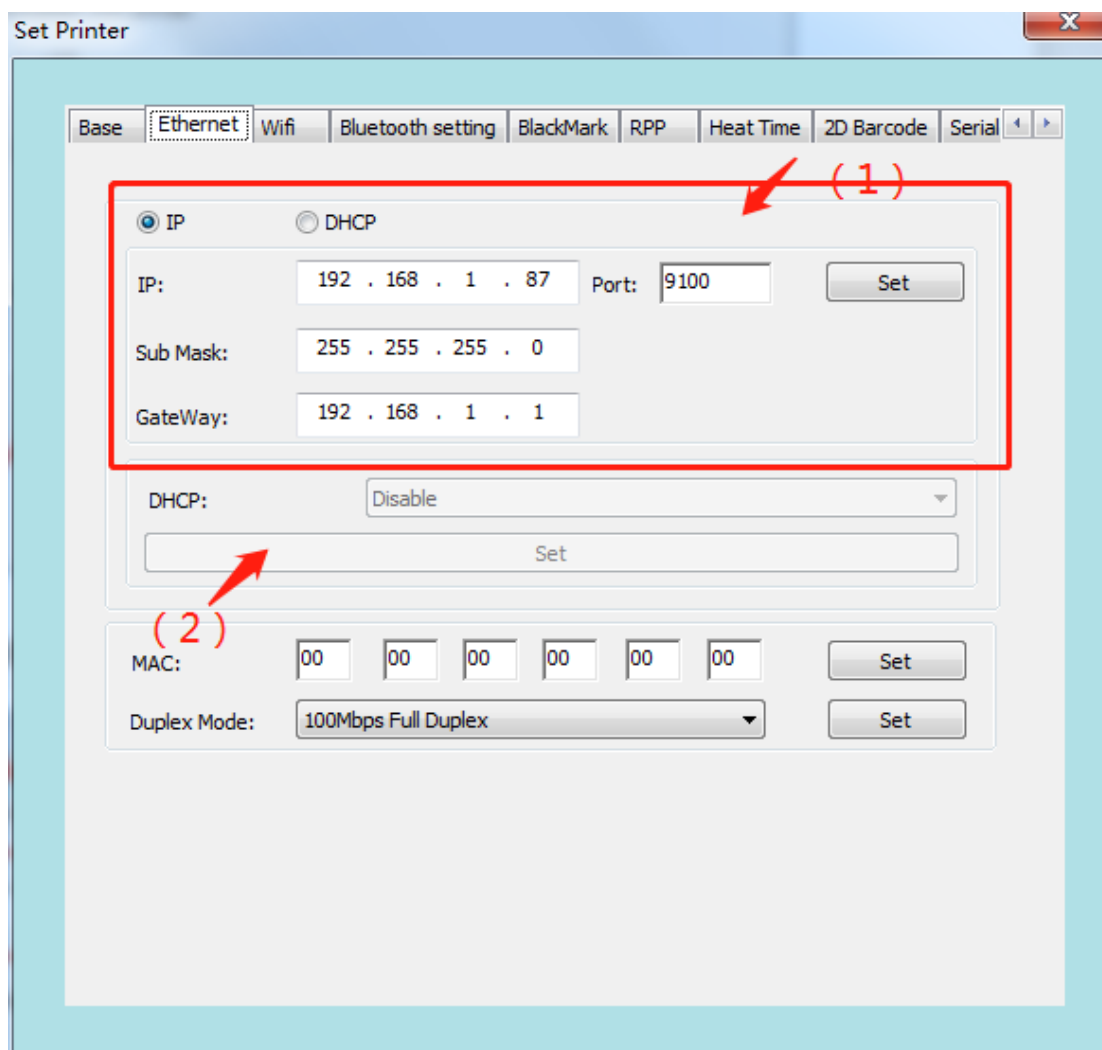 Set Printer
Base Ethernet Wifi Bluetooth setting BlackMark RPP Heat Time 2D Barcode Serial
(1)
IP DHCP
IP: 192 . 168 . 1 . 87 Port: 9100 Set
Sub Mask: 255 . 255 . 255 . 0
GateWay: 192 . 168 . 1 . 1
DHCP: Disable
Set
(2)
MAC: 00 00 00 00 00 00 Set
Duplex Mode: 100Mbps Full Duplex Set